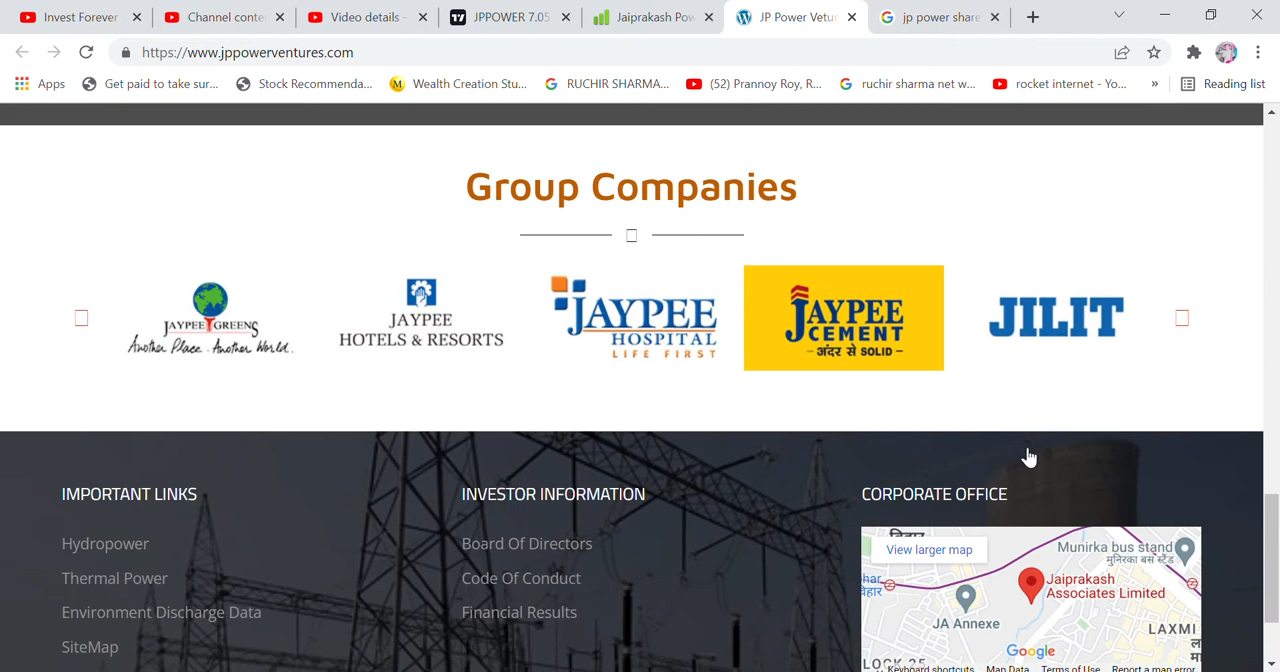 Invest Forever
Channel conte
Video details -
JPPOWER 7.05
Jaiprakash Pow
JP Power Vetur
jp power share
https://www.jppowerventures.com
Apps
Get paid to take sur...
Stock Recommenda...
Wealth Creation Stu...
RUCHIR SHARMA...
(52) Prannoy Roy, R...
ruchir sharma net w...
rocket internet - Yo...
»
Reading list
Group Companies
JAYPEE GREENS
Another Place. Another World.
JAYPEE
HOTELS & RESORTS
JAYPEE
HOSPITAL
LIFE FIRST
JAYPEE
CEMENT
- अंदर से SOLID -
JILIT
IMPORTANT LINKS
Hydropower
Thermal Power
Environment Discharge Data
SiteMap
INVESTOR INFORMATION
Board Of Directors
Code Of Conduct
Financial Results
CORPORATE OFFICE
View larger map
Munirka bus stand
मुनिरका बस स्टैंड
har
विहार
Jaiprakash
Associates Limited
JA Annexe
LAXMI
Google
Keyboard shortcuts
Map Data
Terms of Use
Report a map error